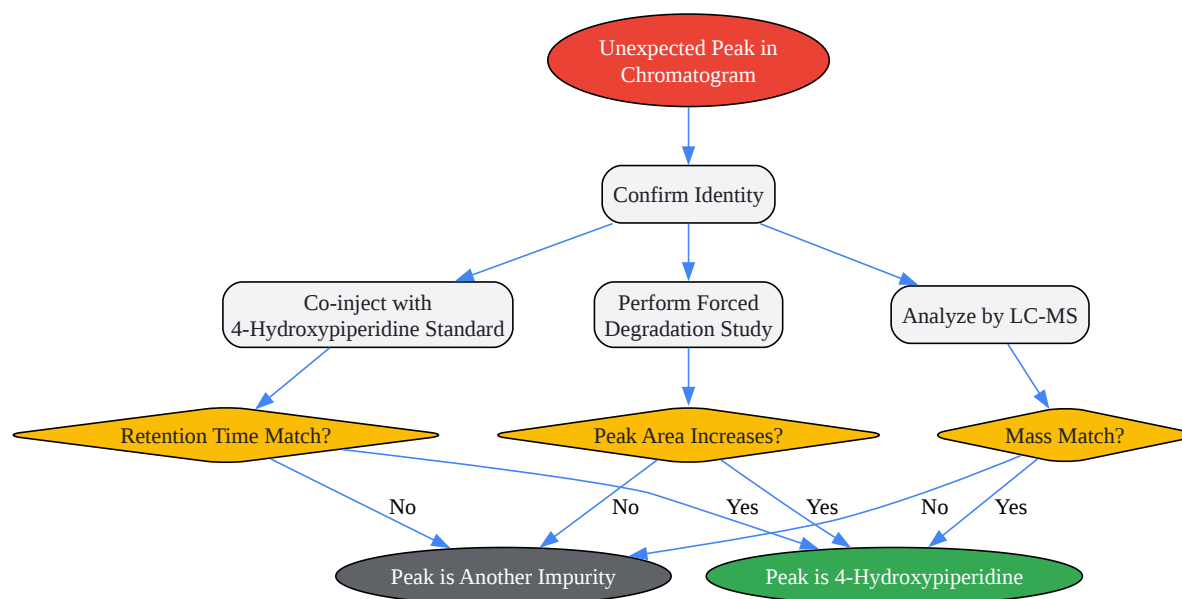 Unexpected Peak in
Chromatogram
Confirm Identity
Co-inject with
4-Hydroxypiperidine Standard
Perform Forced
Degradation Study
Analyze by LC-MS
Retention Time Match?
Peak Area Increases?
Mass Match?
No
Yes
No
Yes
No
Yes
Peak is Another Impurity
Peak is 4-Hydroxypiperidine